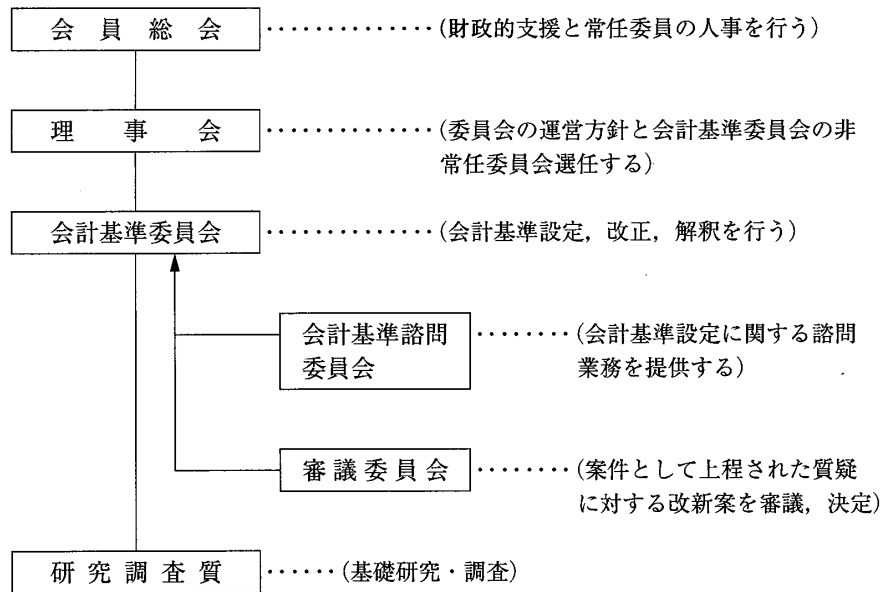 会員総会 ‥‥‥‥‥‥‥(財政的支援と常任委員の人事を行う)
理事会 ‥‥‥‥‥‥‥(委員会の運営方針と会計基準委員会の非
常任委員会選任する)
会計基準委員会 ‥‥‥‥‥‥‥(会計基準設定,改正,解釈を行う)
会計基準諮問 ‥‥‥‥(会計基準設定に関する諮問
委員会 業務を提供する)
審議委員会 ‥‥‥‥(案件として上程された質疑
に対する改新案を審議,決定)
研究調査質 ‥‥‥(基礎研究・調査)